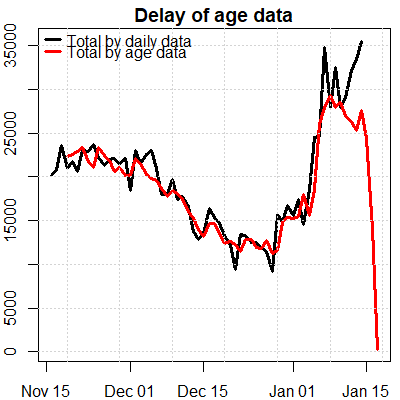 Delay of age data
Total by daily data
Total by age data
35000
25000
15000
5000
0
Nov 15 Dec 01 Dec 15 Jan 01 Jan 15